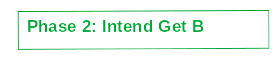 Phase 2: Intend Get B